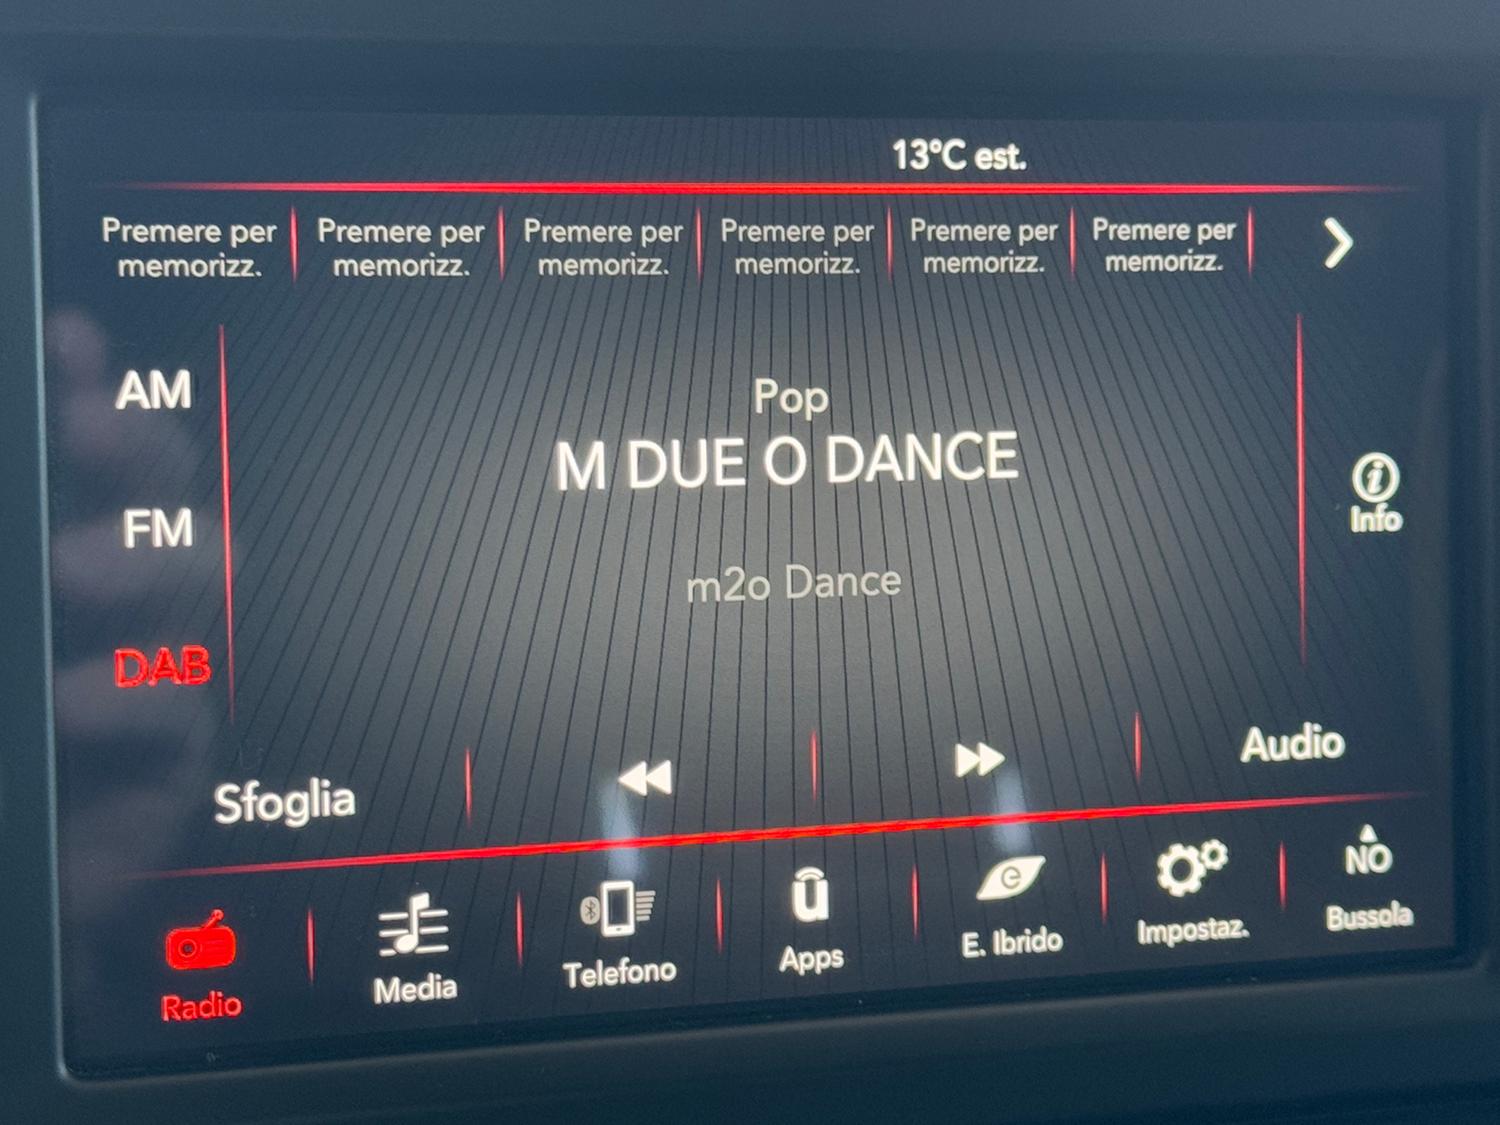 13°C est.
Premere per memorizz.
Premere per memorizz.
Premere per memorizz.
Premere per memorizz.
Premere per memorizz.
Premere per memorizz.
AM
FM
DAB
Pop
M DUE O DANCE
m2o Dance
i
Info
Sfoglia
Audio
Radio
Media
Telefono
u
Apps
e
E. Ibrido
Impostaz.
NO
Bussola